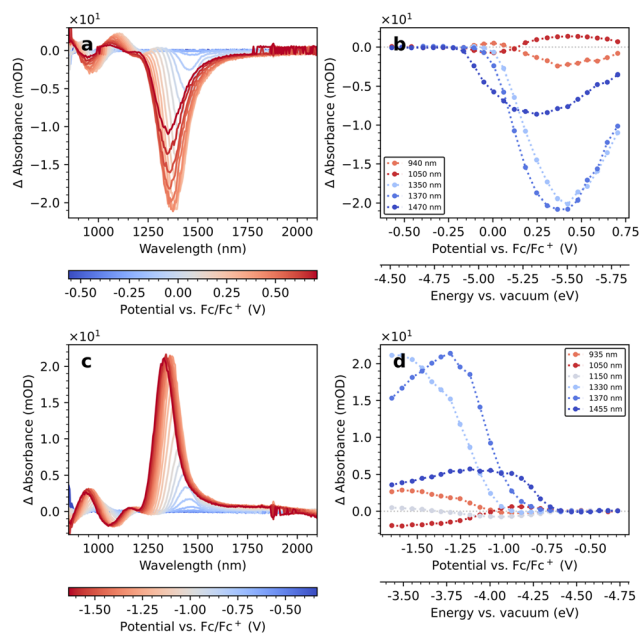 ×10¹
a
0.0
−0.5
−1.0
−1.5
−2.0
Δ Absorbance (mOD)
1000 1250 1500 1750 2000
Wavelength (nm)
-0.50 -0.25 0.00 0.25 0.50
Potential vs. Fc/Fc⁺ (V)
×10¹
b
0.0
−0.5
−1.0
−1.5
−2.0
Δ Absorbance (mOD)
940 nm
1050 nm
1350 nm
1370 nm
1470 nm
-0.50 -0.25 0.00 0.25 0.50 0.75
Potential vs. Fc/Fc⁺ (V)
-4.50 -4.75 -5.00 -5.25 -5.50 -5.75
Energy vs. vacuum (eV)
×10¹
c
2.0
1.5
1.0
0.5
0.0
Δ Absorbance (mOD)
1000 1250 1500 1750 2000
Wavelength (nm)
-1.50 -1.25 -1.00 -0.75 -0.50
Potential vs. Fc/Fc⁺ (V)
×10¹
d
2.0
1.5
1.0
0.5
0.0
Δ Absorbance (mOD)
935 nm
1050 nm
1150 nm
1330 nm
1370 nm
1455 nm
-1.50 -1.25 -1.00 -0.75 -0.50
Potential vs. Fc/Fc⁺ (V)
-3.50 -3.75 -4.00 -4.25 -4.50 -4.75
Energy vs. vacuum (eV)